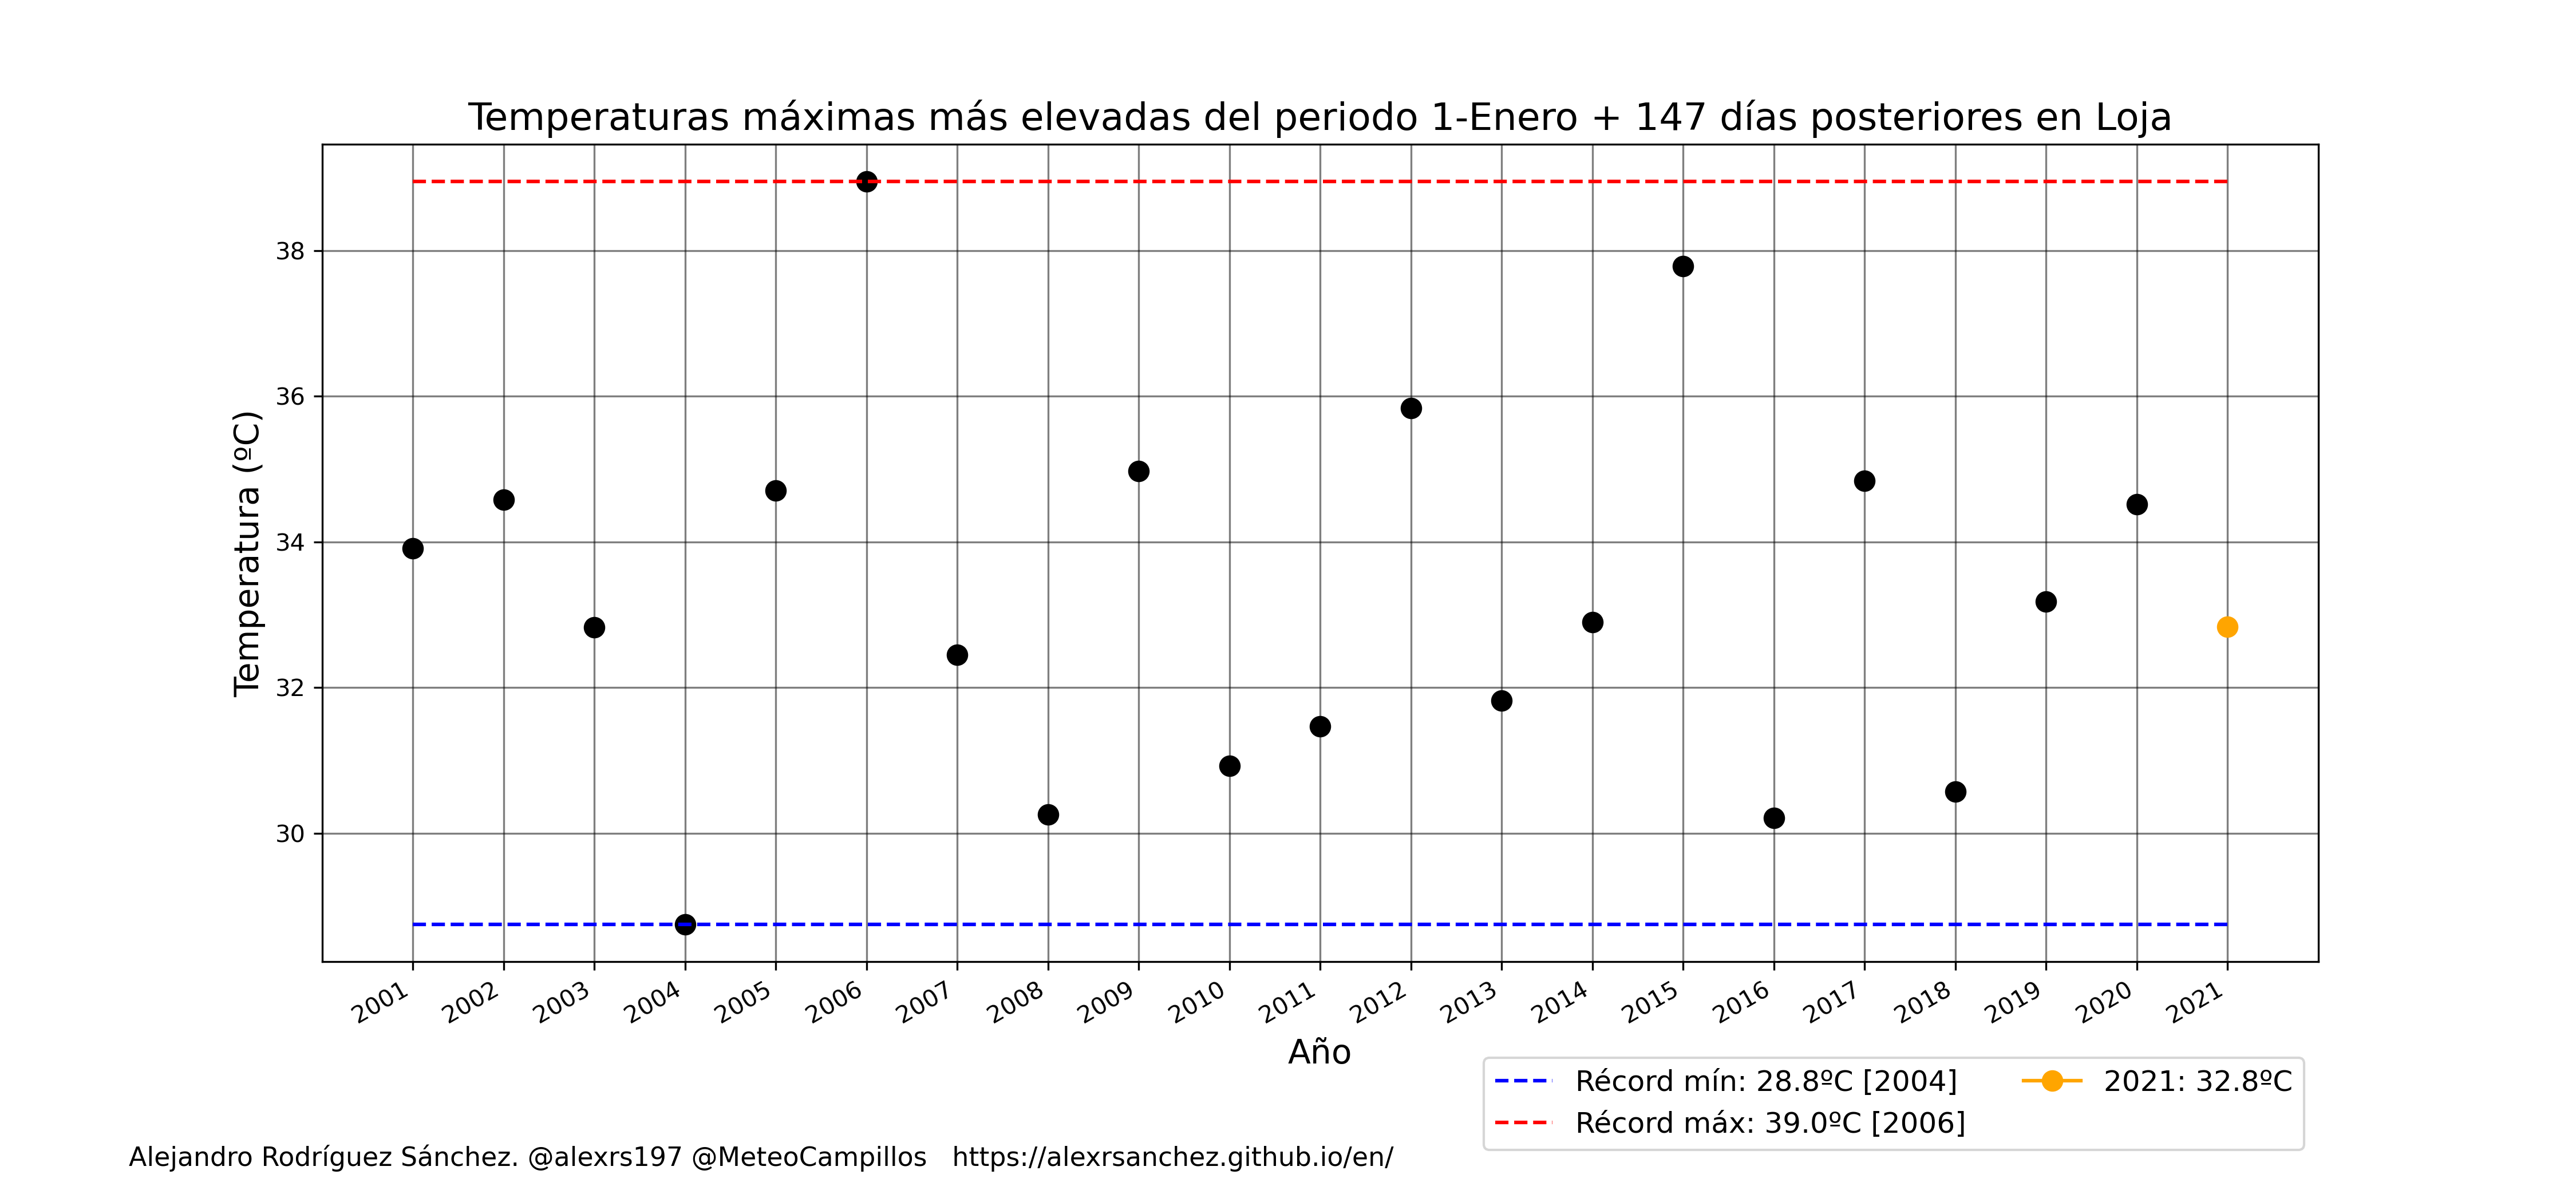 Temperaturas máximas más elevadas del periodo 1-Enero + 147 días posteriores en Loja
Temperatura (ºC)
38
36
34
32
30
2001 2002 2003 2004 2005 2006 2007 2008 2009 2010 2011 2012 2013 2014 2015 2016 2017 2018 2019 2020 2021
Año
Récord mín: 28.8ºC [2004]
Récord máx: 39.0ºC [2006]
2021: 32.8ºC
Alejandro Rodríguez Sánchez. @alexrs197 @MeteoCampillos https://alexrsanchez.github.io/en/